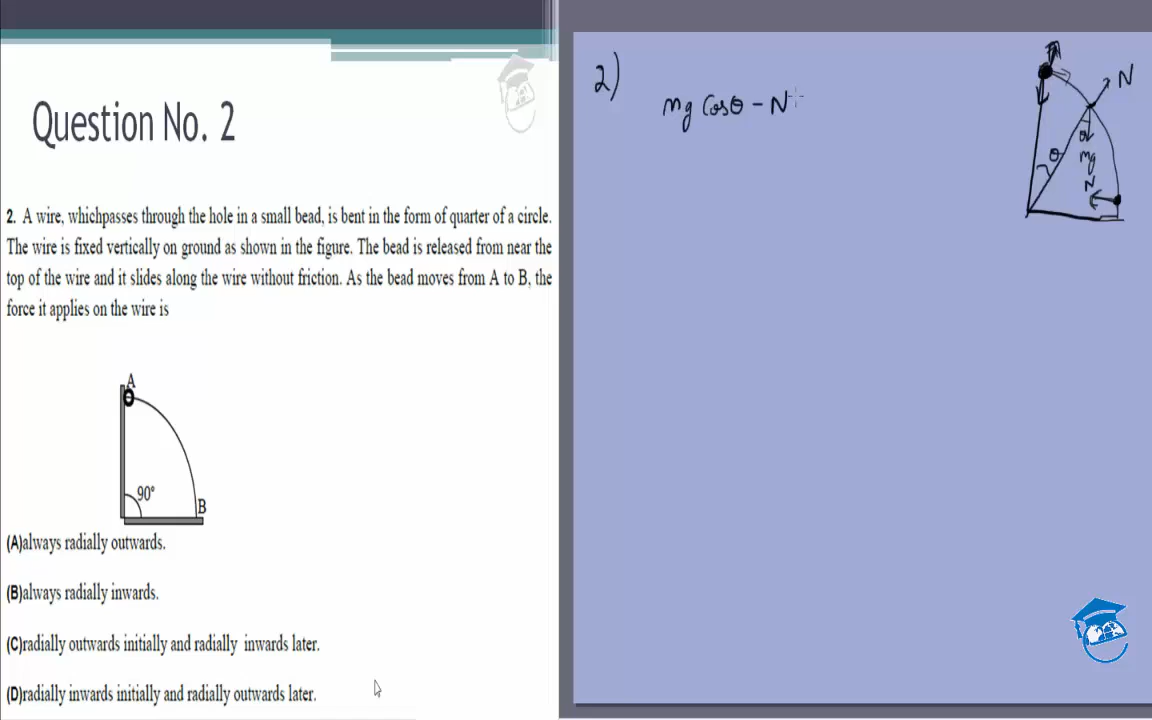 Question No. 2
2. A wire, whichpasses through the hole in a small bead, is bent in the form of quarter of a circle.
The wire is fixed vertically on ground as shown in the figure. The bead is released from near the
top of the wire and it slides along the wire without friction. As the bead moves from A to B, the
force it applies on the wire is
A
90°
B
(A)always radially outwards.
(B)always radially inwards.
(C)radially outwards initially and radially inwards later.
(D)radially inwards initially and radially outwards later.
2)
mg cosθ - N
N
θ
θ
mg
N